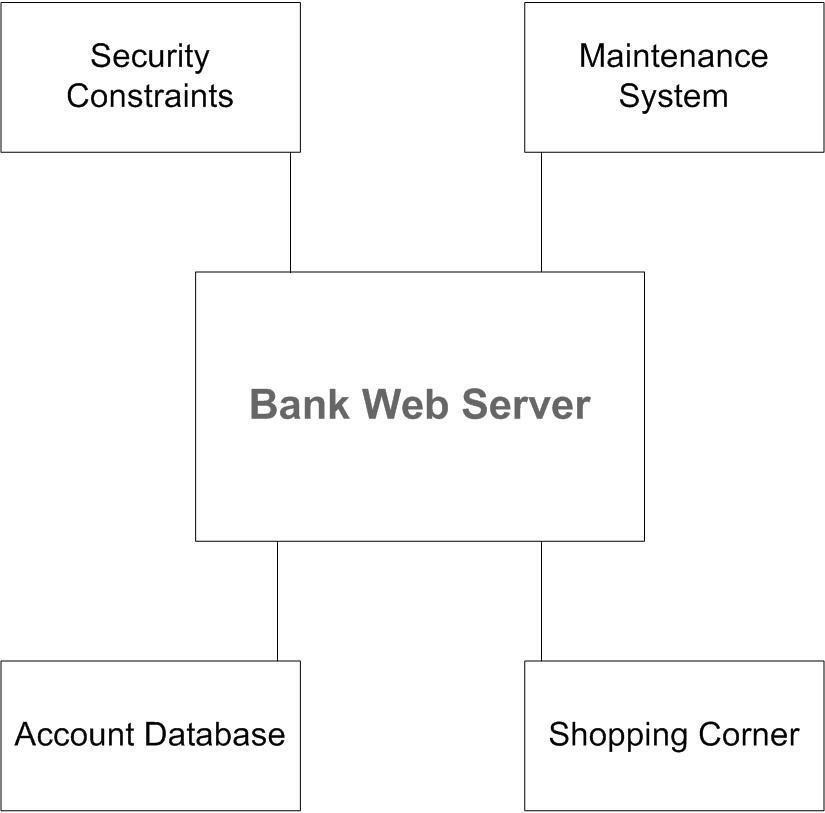 Security
Constraints
Maintenance
System
Bank Web Server
Account Database
Shopping Corner